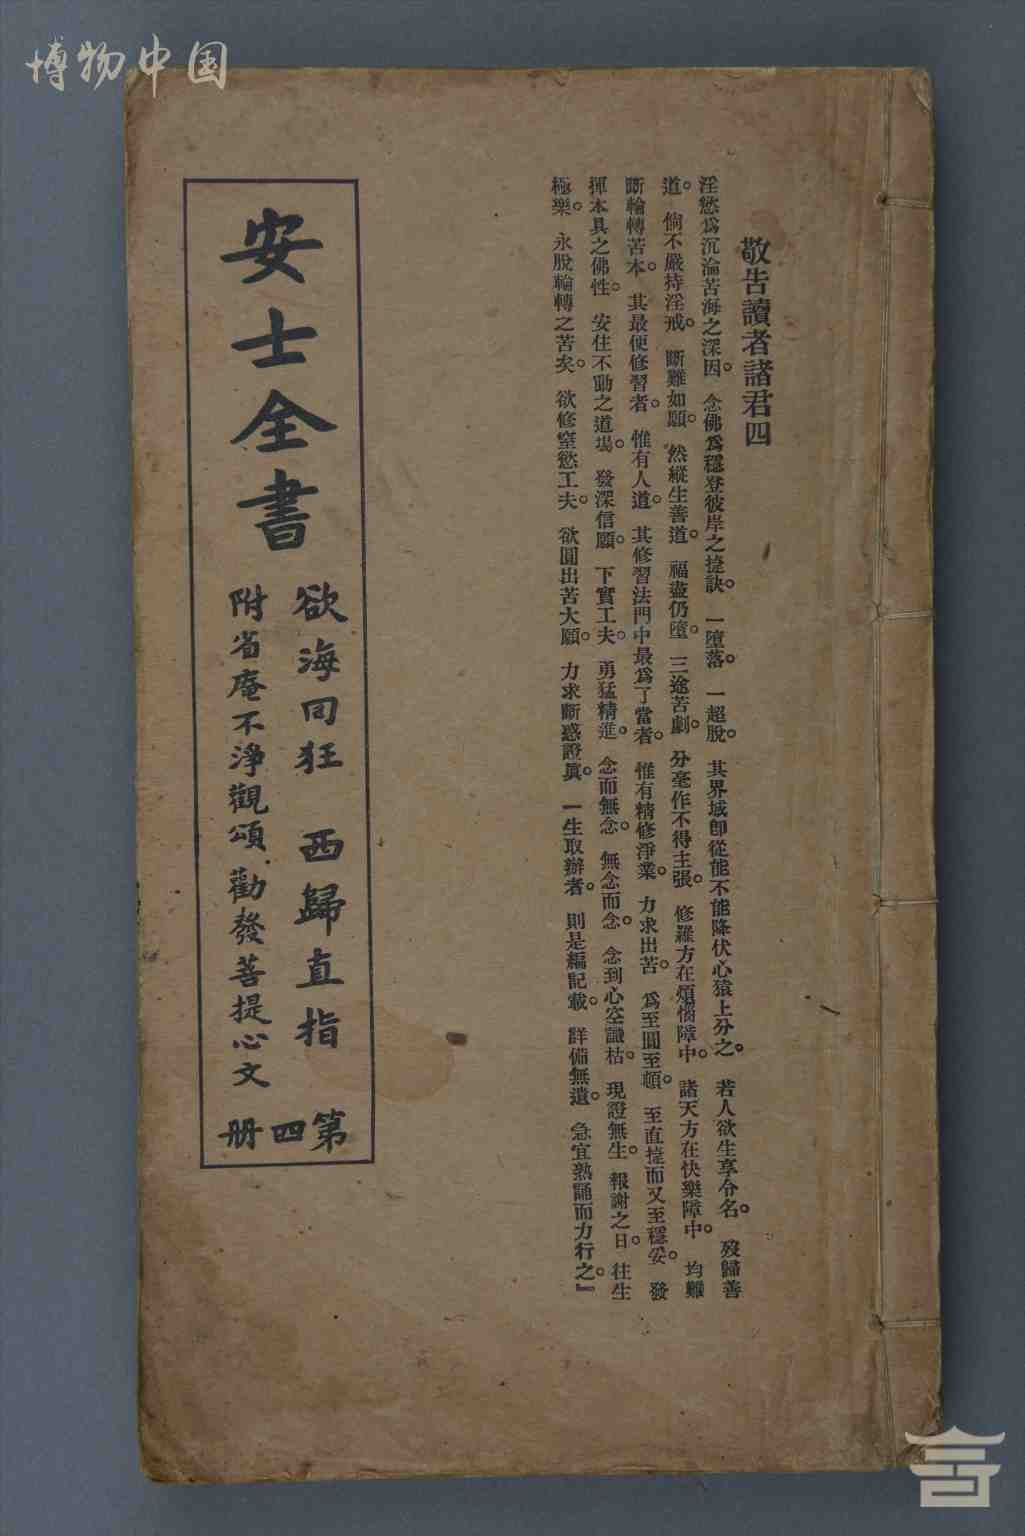 博物中国
敬告讀者諸君四
淫慾爲沉淪苦海之深因。念佛爲穩登彼岸之捷訣。一墮落。一超脫。其界域卽從能不能降伏心猿上分之。若人欲生享令名。歿歸善
道。倘不嚴持淫戒。斷難如願。然縱生善道。福盡仍墮。三途苦劇。分毫作不得主張。修羅方在煩惱障中。諸天方在快樂障中。均難
斷輪轉苦本。其最便修習者。惟有人道。其修習法門中最爲了當者。惟有精修淨業。力求出苦。爲至圓至頓。至直捷而又至穩妥。發
揮本具之佛性。安住不動之道場。發深信願。下實工夫。勇猛精進。念而無念。無念而念。念到心空識枯。現證無生。報謝之日。往生
極樂。永脫輪轉之苦矣。欲修窒慾工夫。欲圓出苦大願。力求斷惑證眞。一生取辦者。則是編記載。詳備無遺。急宜熟誦而力行之。』
安士全書
欲海回狂 西歸直指
附省庵不淨觀頌勸發菩提心文
第四册